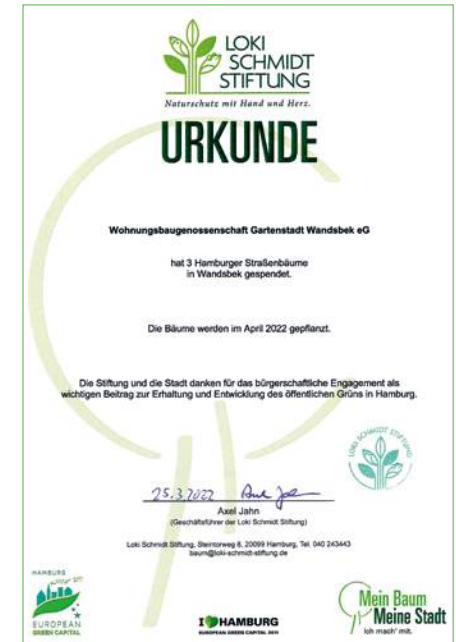 LOKI
SCHMIDT
STIFTUNG
Naturschutz mit Hand und Herz.
URKUNDE
Wohnungsbaugenossenschaft Gartenstadt Wandsbek eG
hat 3 Hamburger Straßenbäume
in Wandsbek gespendet.
Die Bäume werden im April 2022 gepflanzt.
Die Stiftung und die Stadt danken für das bürgerschaftliche Engagement als
wichtigen Beitrag zur Erhaltung und Entwicklung des öffentlichen Grüns in Hamburg.
LOKI SCHMIDT STIFTUNG
25.3.2022
Axel Jahn
(Geschäftsführer der Loki Schmidt Stiftung)
Loki Schmidt Stiftung, Steintorweg 8, 20099 Hamburg, Tel. 040 243443
baum@loki-schmidt-stiftung.de
HAMBURG
EUROPEAN
GREEN CAPITAL
I HAMBURG
EUROPEAN GREEN CAPITAL 2011
Mein Baum
Meine Stadt
Ich mach' mit.